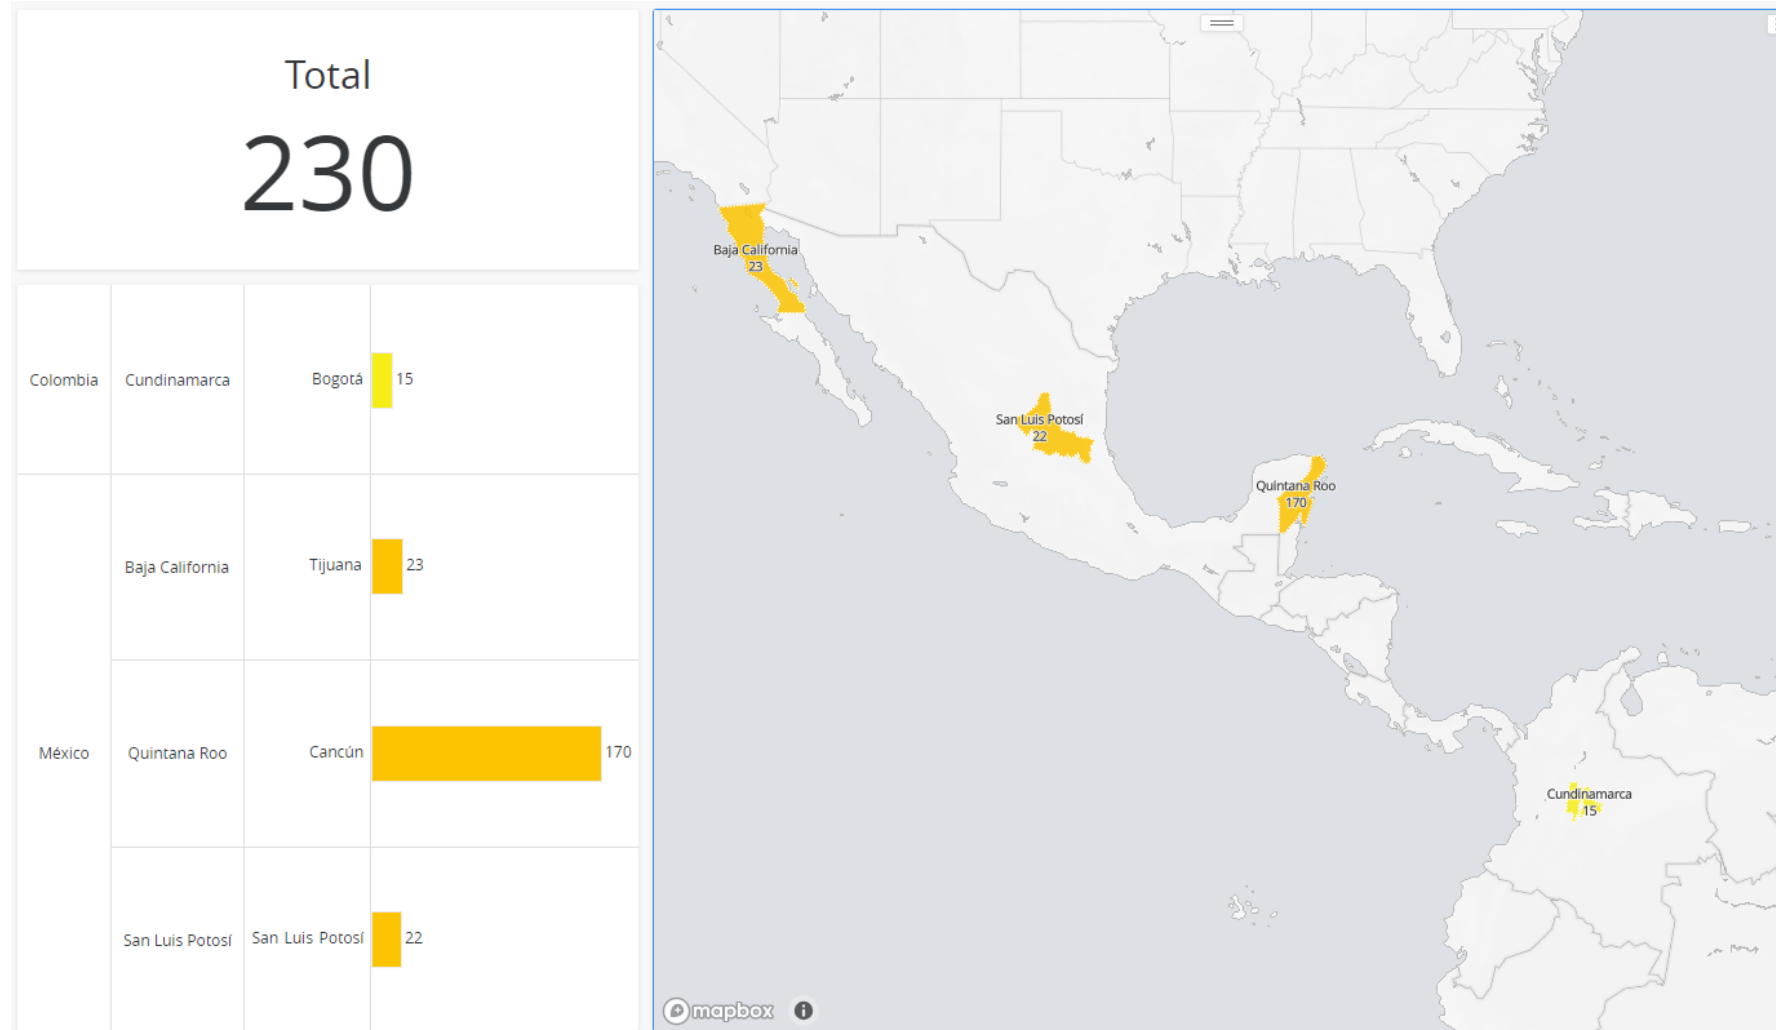 Total
230
Colombia
Cundinamarca
Bogotá
15
Baja California
Tijuana
23
México
Quintana Roo
Cancún
170
San Luis Potosí
San Luis Potosí
22
Baja California
23
San Luis Potosí
22
Quintana Roo
170
Cundinamarca
15
mapbox
i